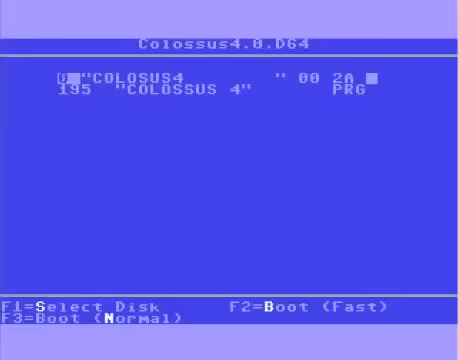 Colossus4.0.D64
0 "COLOSUS4 " 00 2A
195 "COLOSSUS 4" PRG
F1=Select Disk F2=Boot (Fast)
F3=Boot (Normal)